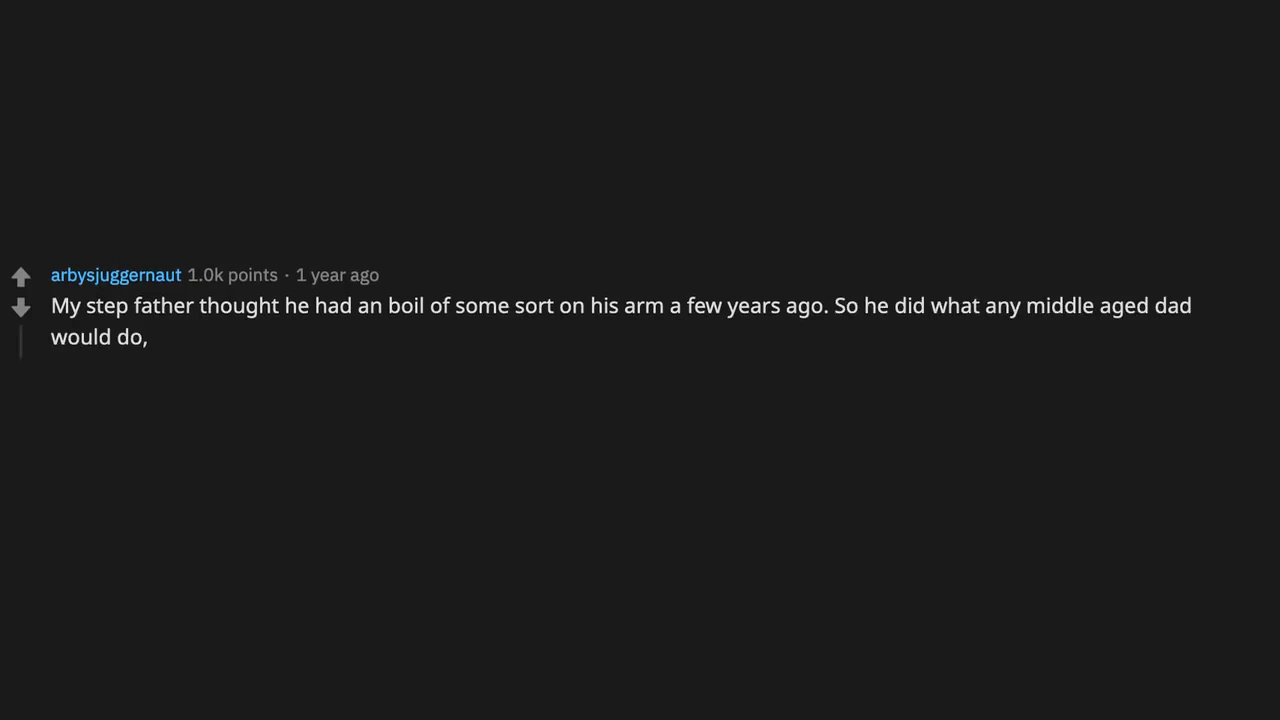 arbysjuggernaut 1.0k points · 1 year ago
My step father thought he had an boil of some sort on his arm a few years ago. So he did what any middle aged dad
would do,